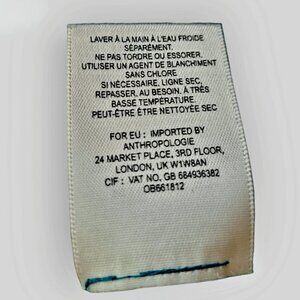 LAVER À LA MAIN À L'EAU FROIDE
SÉPARÉMENT.
NE PAS TORDRE OU ESSORER.
UTILISER UN AGENT DE BLANCHIMENT
SANS CHLORE
SI NÉCESSAIRE, LIGNE SEC,
REPASSER, AU BESOIN, À TRÈS
BASSE TEMPÉRATURE.
PEUT-ÊTRE ÊTRE NETTOYÉE SEC
FOR EU : IMPORTED BY
ANTHROPOLOGIE
24 MARKET PLACE, 3RD FLOOR,
LONDON, UK W1W8AN
CIF : VAT NO. GB 684936382
OB661812